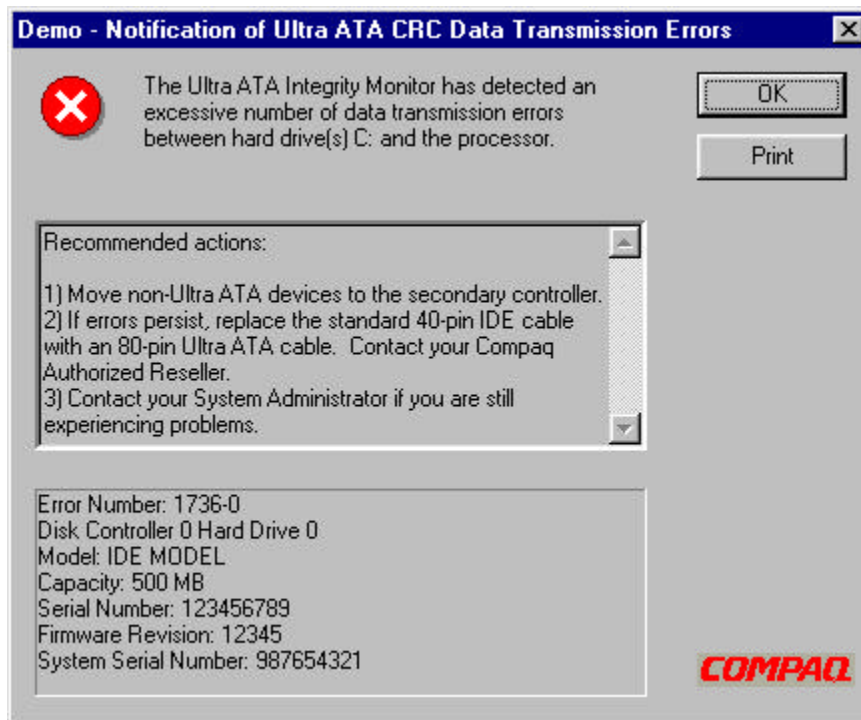 Demo - Notification of Ultra ATA CRC Data Transmission Errors
The Ultra ATA Integrity Monitor has detected an
excessive number of data transmission errors
between hard drive(s) C: and the processor.
OK
Print
Recommended actions:
1) Move non-Ultra ATA devices to the secondary controller.
2) If errors persist, replace the standard 40-pin IDE cable
with an 80-pin Ultra ATA cable.  Contact your Compaq
Authorized Reseller.
3) Contact your System Administrator if you are still
experiencing problems.
Error Number: 1736-0
Disk Controller 0 Hard Drive 0
Model: IDE MODEL
Capacity: 500 MB
Serial Number: 123456789
Firmware Revision: 12345
System Serial Number: 987654321
COMPAQ